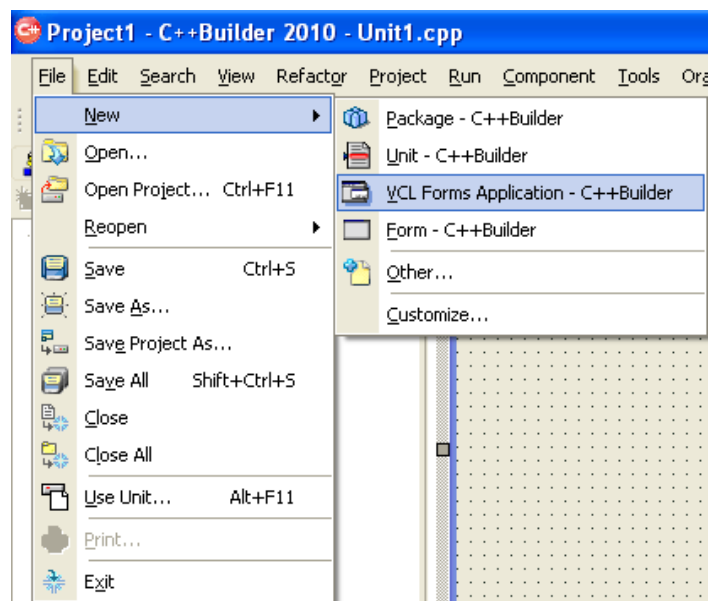 Project1 - C++Builder 2010 - Unit1.cpp
File Edit Search View Refactor Project Run Component Tools
New
Open...
Open Project... Ctrl+F11
Reopen
Save Ctrl+S
Save As...
Save Project As...
Save All Shift+Ctrl+S
Close
Close All
Use Unit... Alt+F11
Print...
Exit
Package - C++Builder
Unit - C++Builder
VCL Forms Application - C++Builder
Form - C++Builder
Other...
Customize...